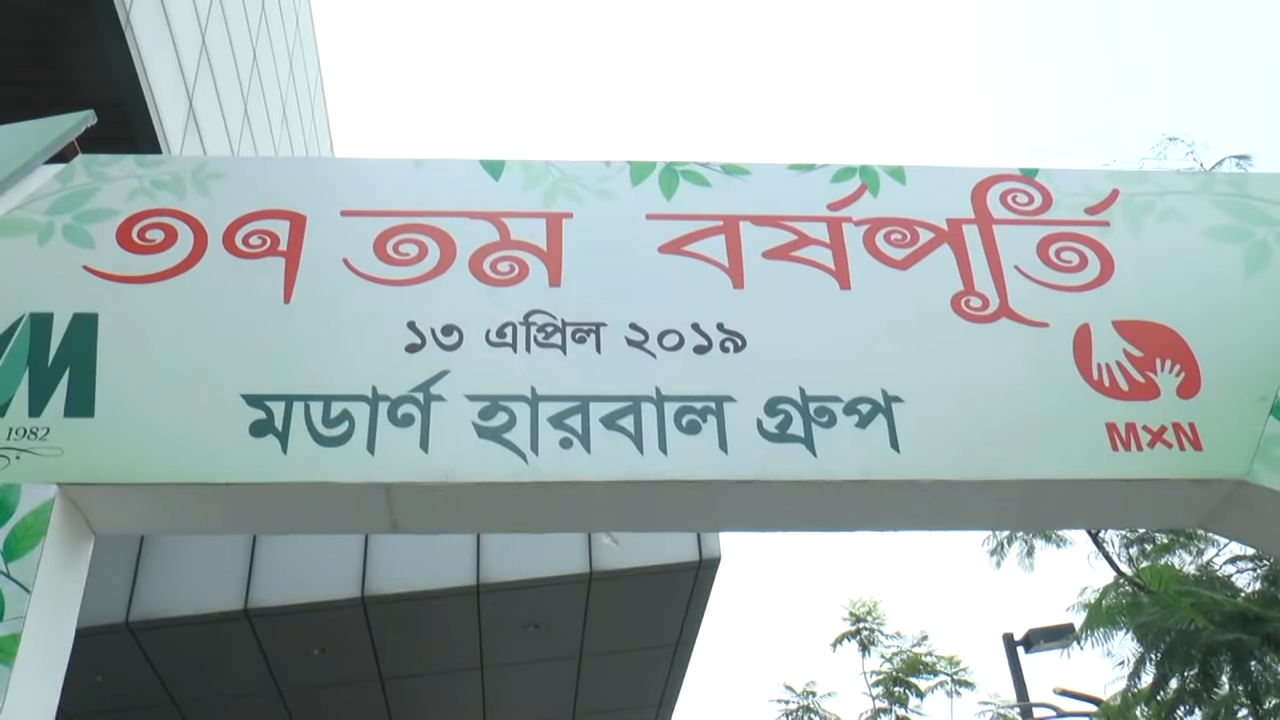 ৩৭ তম বর্ষপূর্তি
১৩ এপ্রিল ২০১৯
মডার্ণ হারবাল গ্রুপ
M
1982
MXN